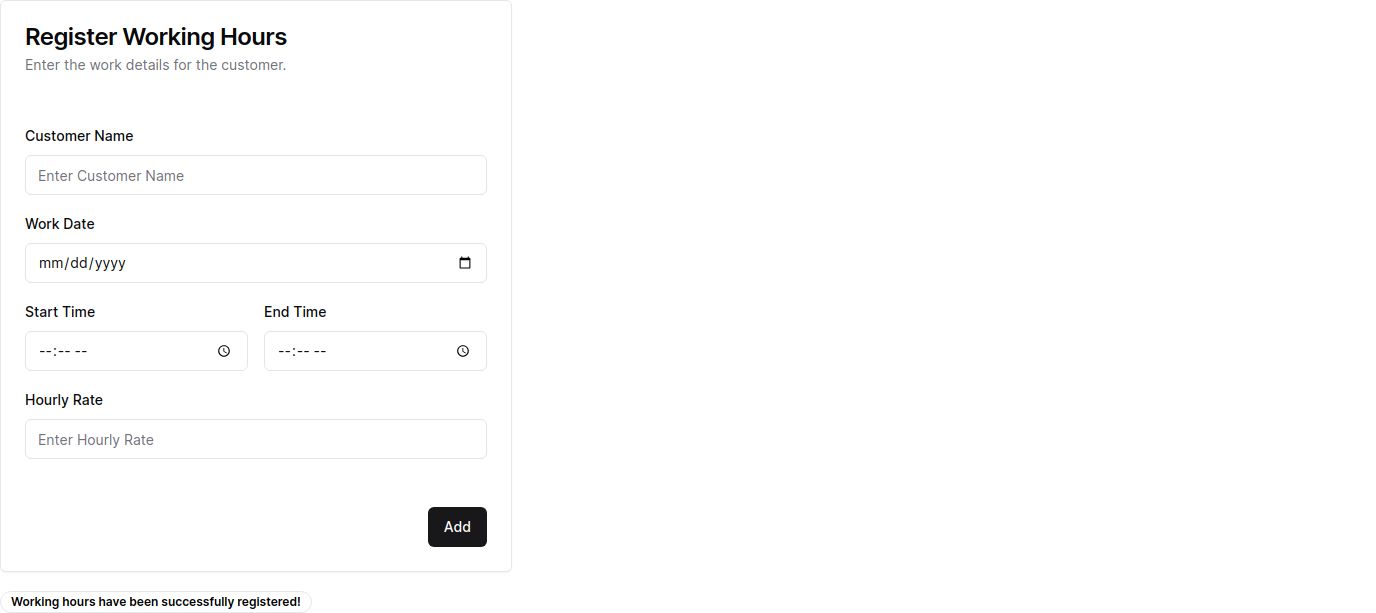 Register Working Hours
Enter the work details for the customer.
Customer Name
Enter Customer Name
Work Date
mm/dd/yyyy
Start Time End Time
--:-- -- --:-- --
Hourly Rate
Enter Hourly Rate
Add
Working hours have been successfully registered!